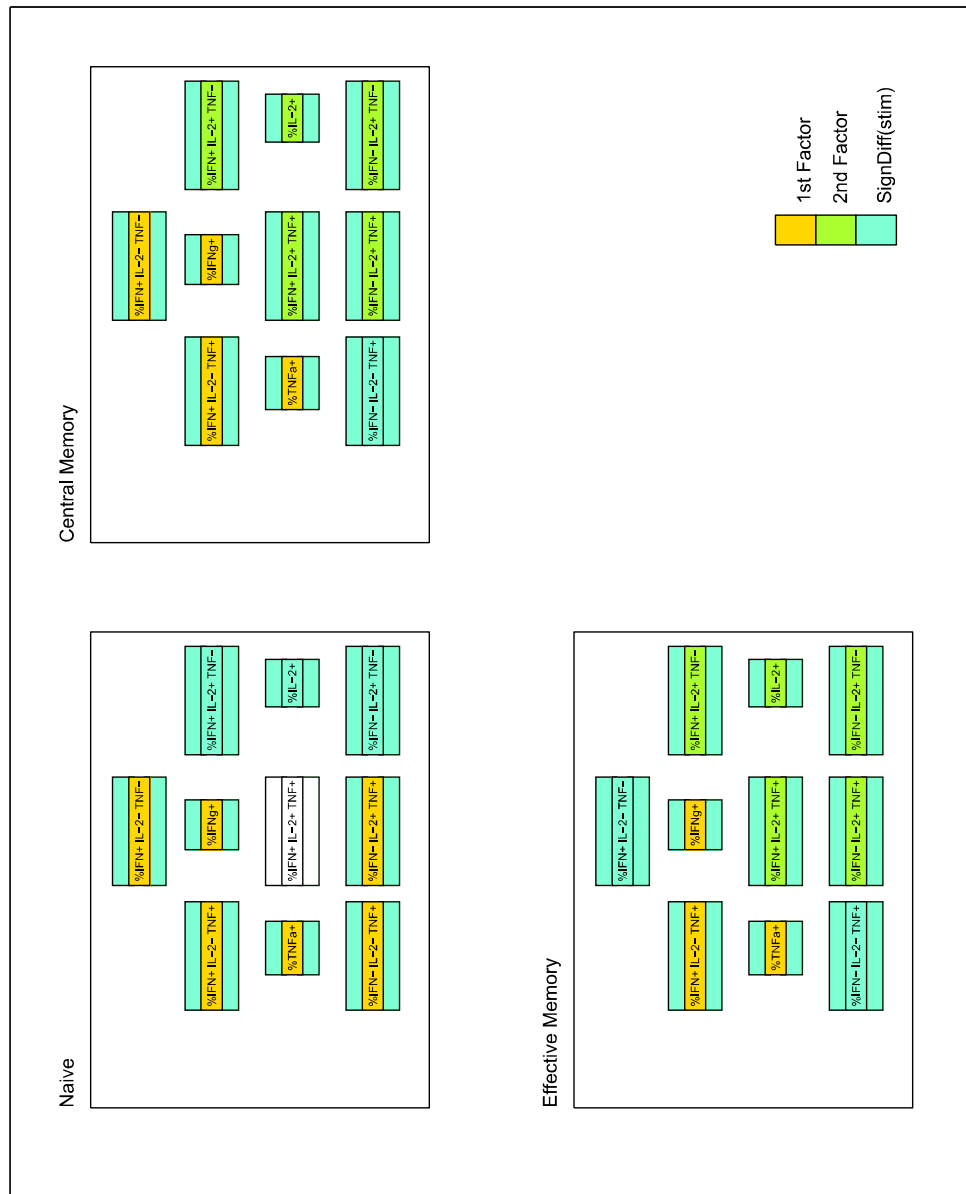 Naive
%IFN+ IL−2− TNF−
%IFN+ IL−2− TNF+
%IFNg+
%IFN+ IL−2+ TNF−
%TNFa+
%IFN+ IL−2+ TNF+
%IL−2+
%IFN− IL−2− TNF+
%IFN− IL−2+ TNF+
%IFN− IL−2+ TNF−
Central Memory
%IFN+ IL−2− TNF−
%IFN+ IL−2− TNF+
%IFNg+
%IFN+ IL−2+ TNF−
%TNFa+
%IFN+ IL−2+ TNF+
%IL−2+
%IFN− IL−2− TNF+
%IFN− IL−2+ TNF+
%IFN− IL−2+ TNF−
Effective Memory
%IFN+ IL−2− TNF−
%IFN+ IL−2− TNF+
%IFNg+
%IFN+ IL−2+ TNF−
%TNFa+
%IFN+ IL−2+ TNF+
%IL−2+
%IFN− IL−2− TNF+
%IFN− IL−2+ TNF+
%IFN− IL−2+ TNF−
1st Factor
2nd Factor
SignDiff(stim)